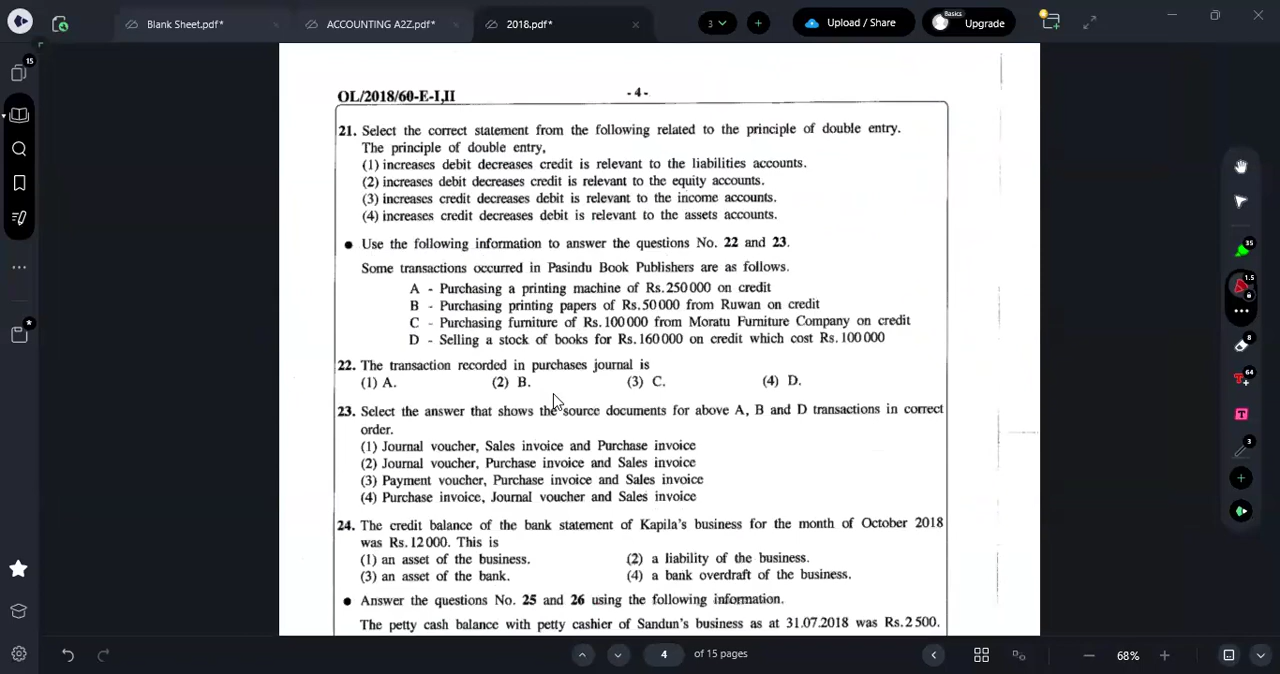 Blank Sheet.pdf*
ACCOUNTING A2Z.pdf*
2018.pdf*
3
Upload / Share
Basics
Upgrade
15
OL/2018/60-E-I,II
- 4 -
21. Select the correct statement from the following related to the principle of double entry.
The principle of double entry,
(1) increases debit decreases credit is relevant to the liabilities accounts.
(2) increases debit decreases credit is relevant to the equity accounts.
(3) increases credit decreases debit is relevant to the income accounts.
(4) increases credit decreases debit is relevant to the assets accounts.
● Use the following information to answer the questions No. 22 and 23.
Some transactions occurred in Pasindu Book Publishers are as follows.
A - Purchasing a printing machine of Rs. 250 000 on credit
B - Purchasing printing papers of Rs. 50 000 from Ruwan on credit
C - Purchasing furniture of Rs. 100 000 from Moratu Furniture Company on credit
D - Selling a stock of books for Rs. 160 000 on credit which cost Rs. 100 000
22. The transaction recorded in purchases journal is
(1) A. (2) B. (3) C. (4) D.
23. Select the answer that shows the source documents for above A, B and D transactions in correct
order.
(1) Journal voucher, Sales invoice and Purchase invoice
(2) Journal voucher, Purchase invoice and Sales invoice
(3) Payment voucher, Purchase invoice and Sales invoice
(4) Purchase invoice, Journal voucher and Sales invoice
24. The credit balance of the bank statement of Kapila's business for the month of October 2018
was Rs. 12 000. This is
(1) an asset of the business. (2) a liability of the business.
(3) an asset of the bank. (4) a bank overdraft of the business.
● Answer the questions No. 25 and 26 using the following information.
The petty cash balance with petty cashier of Sandun's business as at 31.07.2018 was Rs. 2 500.
35
1.5
8
64
3
4
of 15 pages
68%